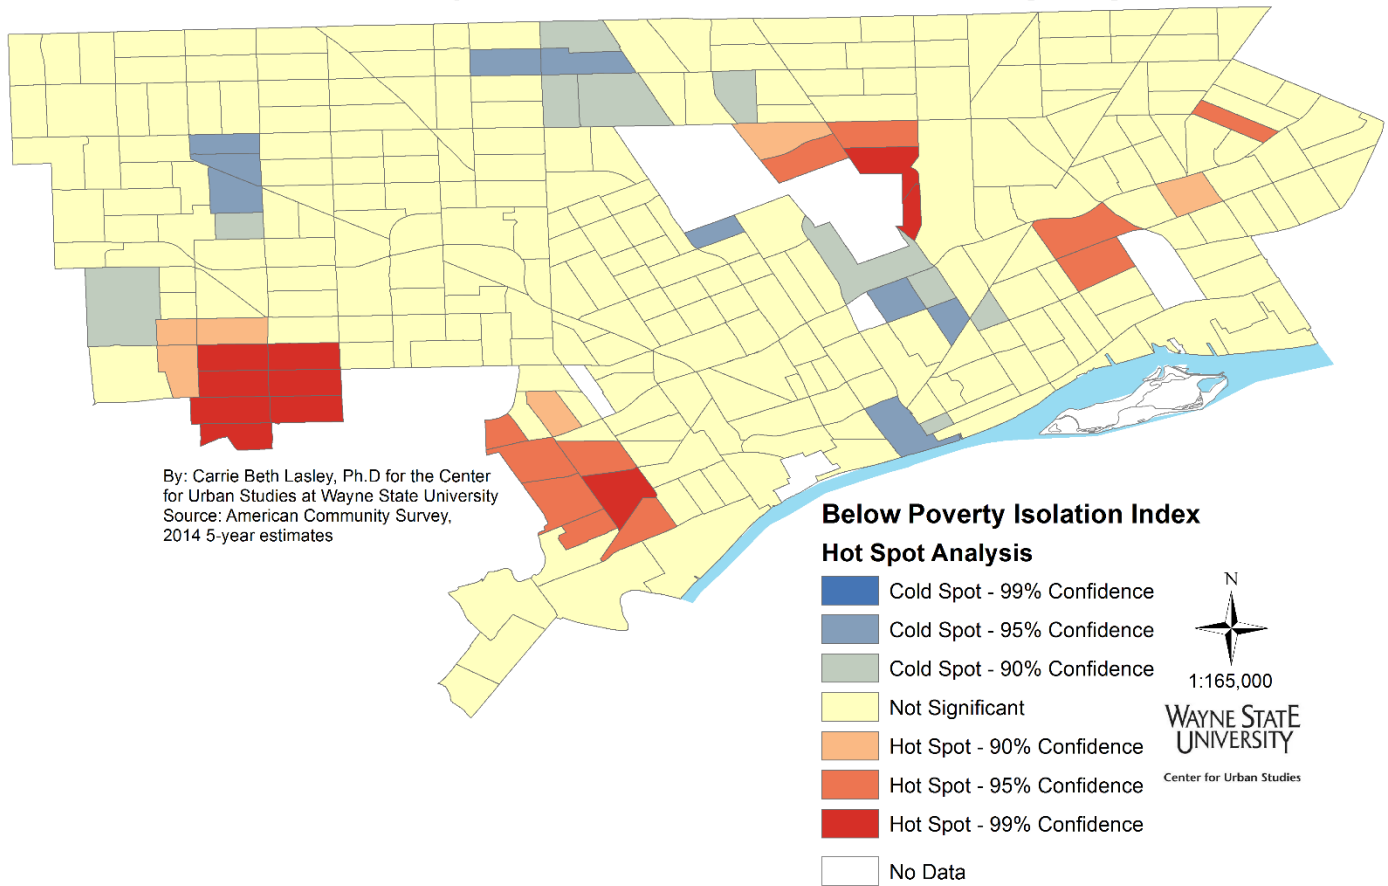 By: Carrie Beth Lasley, Ph.D for the Center
for Urban Studies at Wayne State University
Source: American Community Survey,
2014 5-year estimates
Below Poverty Isolation Index
Hot Spot Analysis
Cold Spot - 99% Confidence
Cold Spot - 95% Confidence
Cold Spot - 90% Confidence
Not Significant
Hot Spot - 90% Confidence
Hot Spot - 95% Confidence
Hot Spot - 99% Confidence
No Data
N
1:165,000
WAYNE STATE
UNIVERSITY
Center for Urban Studies